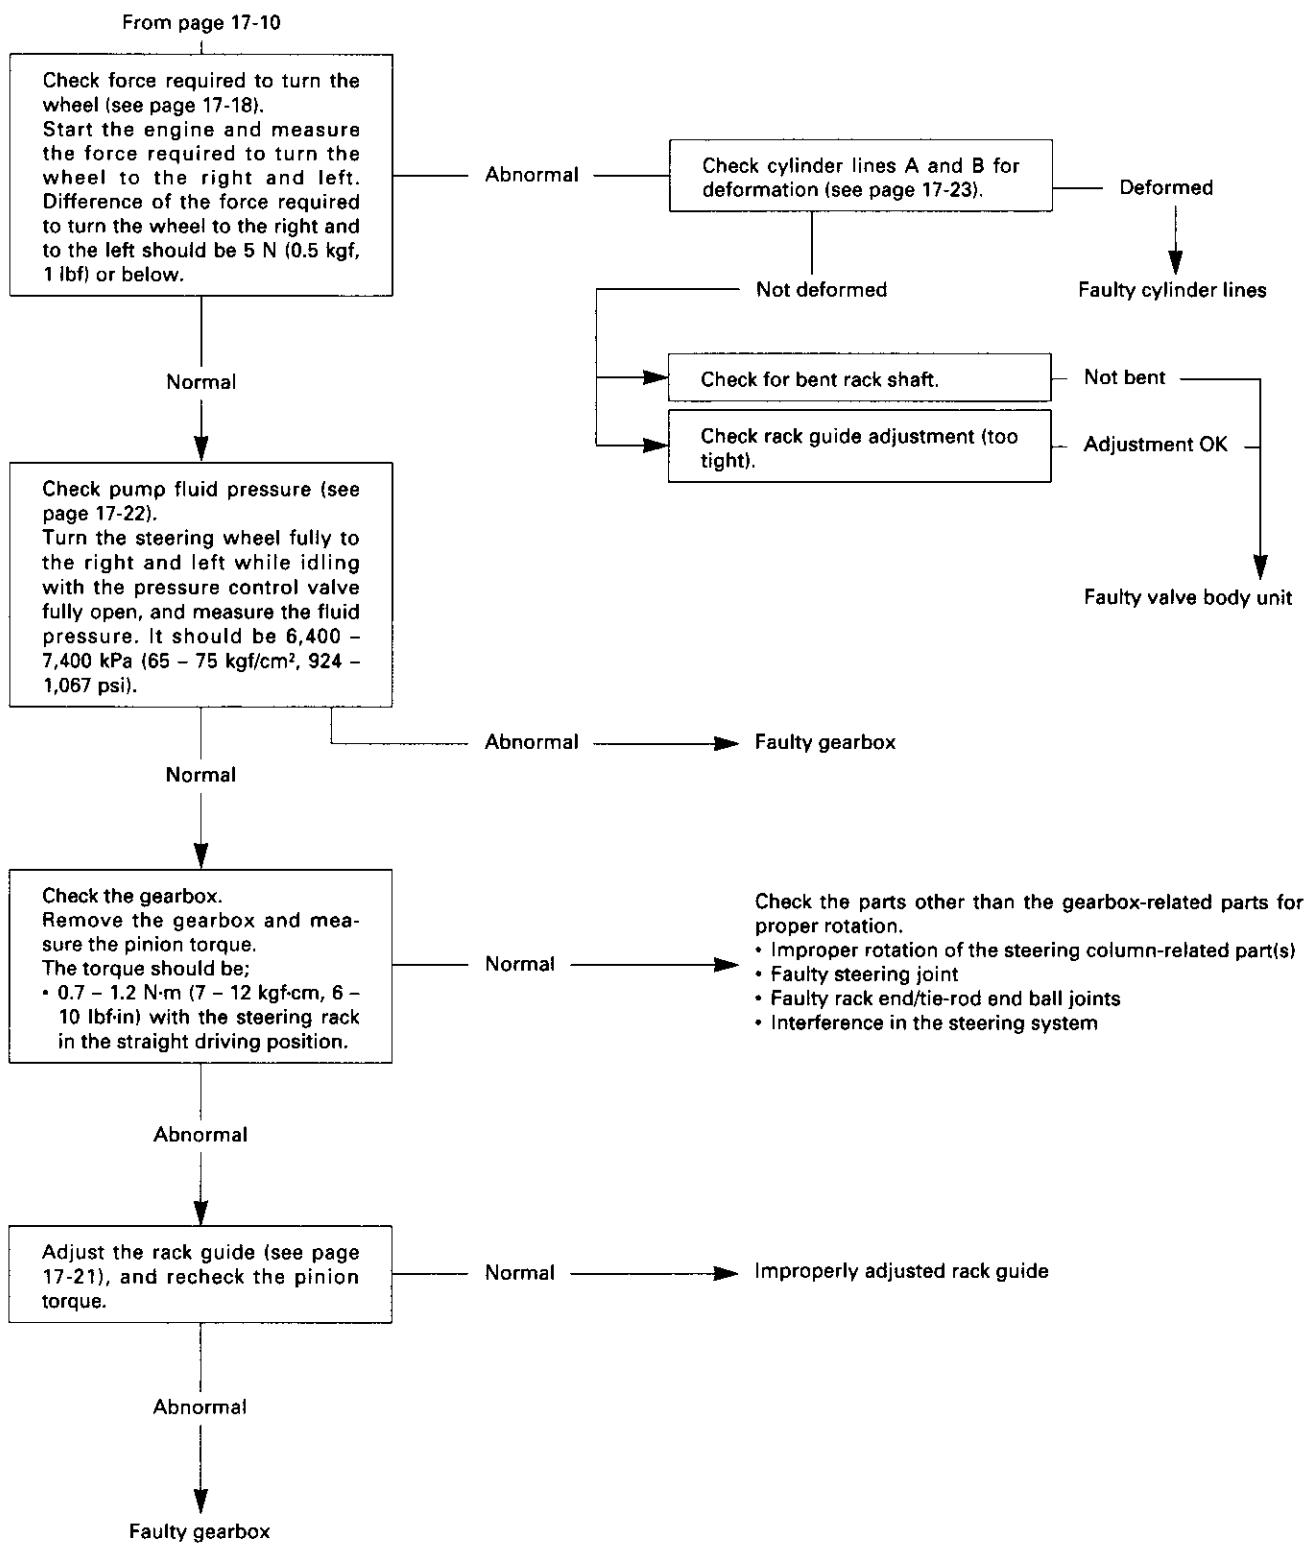 From page 17-10
Check force required to turn the
wheel (see page 17-18).
Start the engine and measure
the force required to turn the
wheel to the right and left.
Difference of the force required
to turn the wheel to the right and
to the left should be 5 N (0.5 kgf,
1 lbf) or below.
Abnormal
Check cylinder lines A and B for
deformation (see page 17-23).
Deformed
Not deformed
Faulty cylinder lines
Normal
Check for bent rack shaft.
Not bent
Check rack guide adjustment (too
tight).
Adjustment OK
Faulty valve body unit
Check pump fluid pressure (see
page 17-22).
Turn the steering wheel fully to
the right and left while idling
with the pressure control valve
fully open, and measure the fluid
pressure. It should be 6,400 –
7,400 kPa (65 – 75 kgf/cm², 924 –
1,067 psi).
Abnormal
Faulty gearbox
Normal
Check the gearbox.
Remove the gearbox and mea-
sure the pinion torque.
The torque should be;
• 0.7 – 1.2 N·m (7 – 12 kgf·cm, 6 –
10 lbf·in) with the steering rack
in the straight driving position.
Normal
Check the parts other than the gearbox-related parts for
proper rotation.
• Improper rotation of the steering column-related part(s)
• Faulty steering joint
• Faulty rack end/tie-rod end ball joints
• Interference in the steering system
Abnormal
Adjust the rack guide (see page
17-21), and recheck the pinion
torque.
Normal
Improperly adjusted rack guide
Abnormal
Faulty gearbox